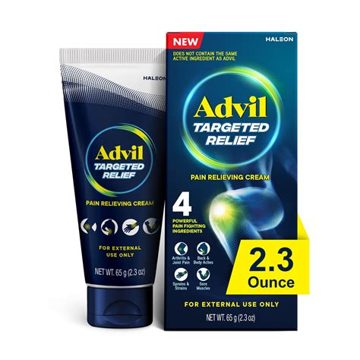 HALEON
Advil
TARGETED
RELIEF
PAIN RELIEVING CREAM
FOR EXTERNAL
USE ONLY
NET WT. 65 g (2.3 oz)
NEW
HALEON
DOES NOT CONTAIN THE SAME
ACTIVE INGREDIENT AS ADVIL
Advil
TARGETED
RELIEF
PAIN RELIEVING CREAM
4
POWERFUL
PAIN FIGHTING
INGREDIENTS
Arthritis &
Joint Pain
Back &
Body Aches
Sprains &
Strains
Sore
Muscles
FOR EXTERNAL USE ONLY
NET WT. 65 g (2.3 oz)
2.3
Ounce